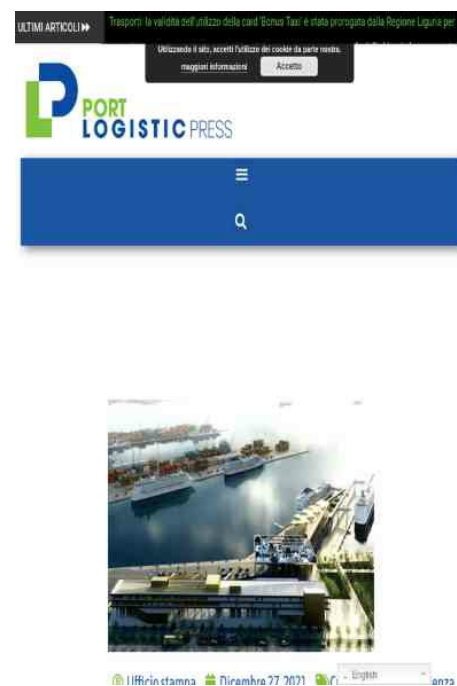 ULTIMI ARTICOLI
Trasporti: la validità dell'utilizzo della card 'Bonus Taxi' è stata prorogata dalla Regione Liguria per
Utilizzando il sito, accetti l'utilizzo dei cookie da parte nostra.
maggiori informazioni
Accetto
PORT
LOGISTIC PRESS
Ufficio stampa Dicembre 27, 2021
English
enza